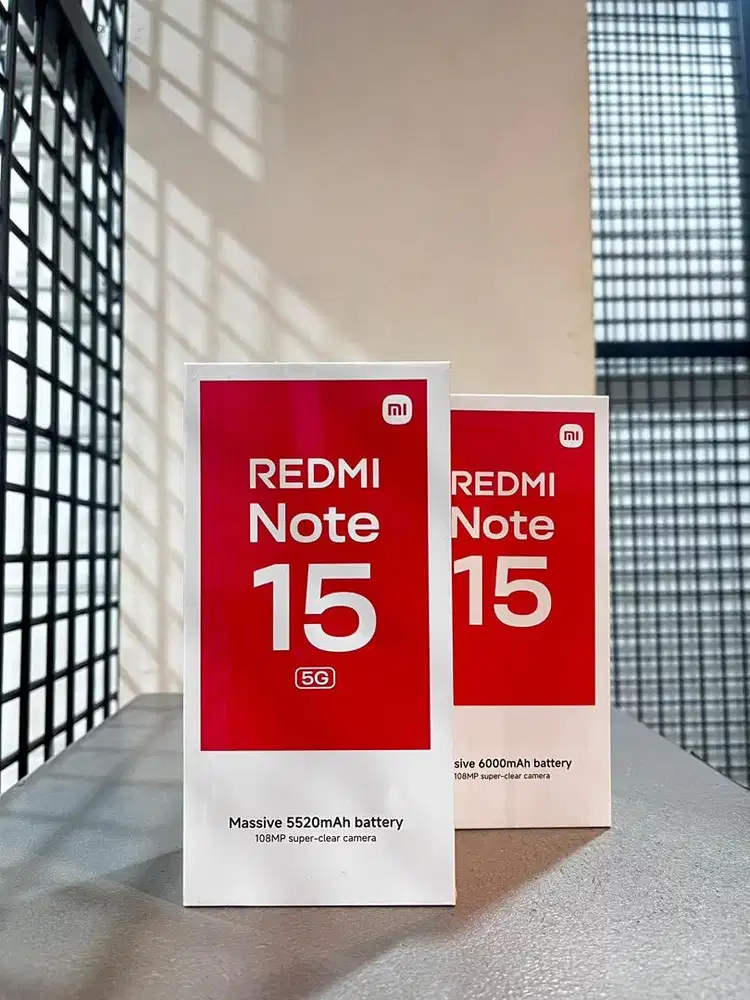 mi
REDMI
Note
15
5G
Massive 5520mAh battery
108MP super-clear camera
mi
REDMI
Note
15
sive 6000mAh battery
108MP super-clear camera